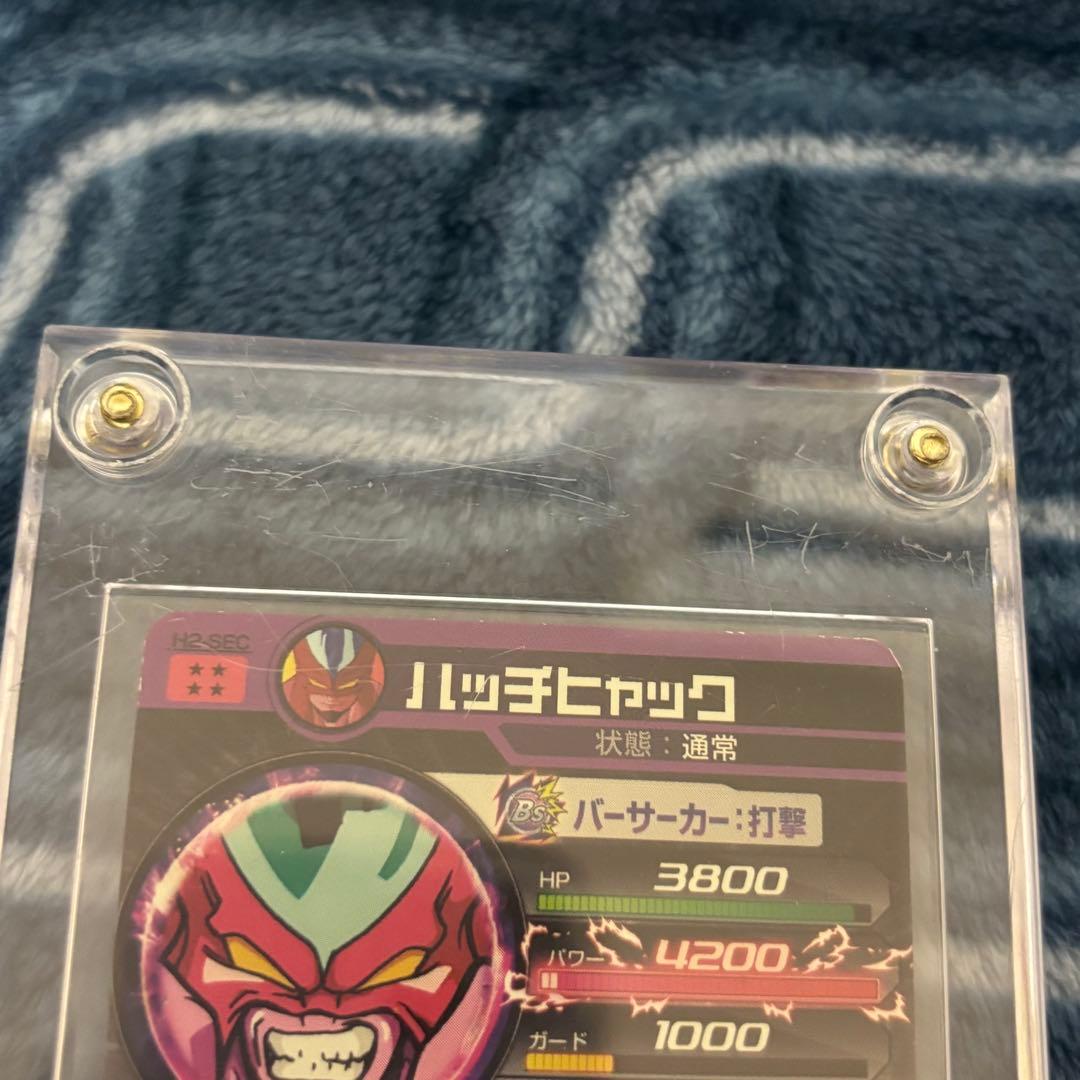 H2-SEC
ハッチヒャック
状態：通常
Bs
バーサーカー：打撃
HP 3800
パワー 4200
ガード 1000